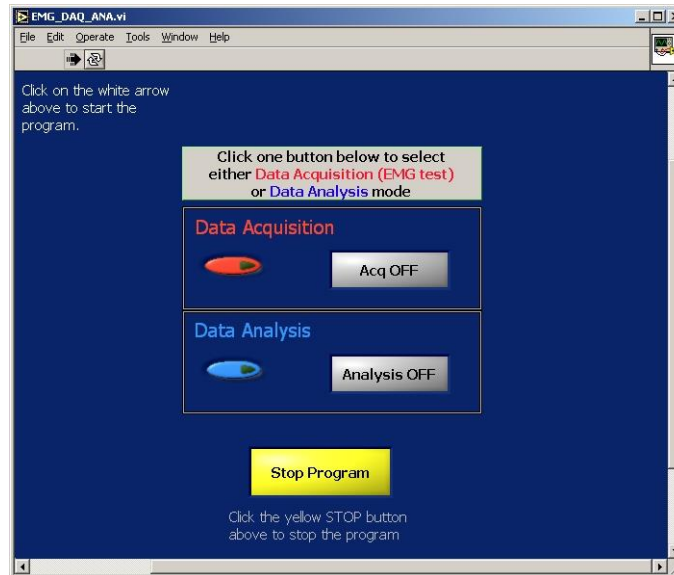 EMG_DAQ_ANA.vi
File Edit Operate Tools Window Help
Click on the white arrow
above to start the
program.
Click one button below to select
either Data Acquisition (EMG test)
or Data Analysis mode
Data Acquisition
Acq OFF
Data Analysis
Analysis OFF
Stop Program
Click the yellow STOP button
above to stop the program